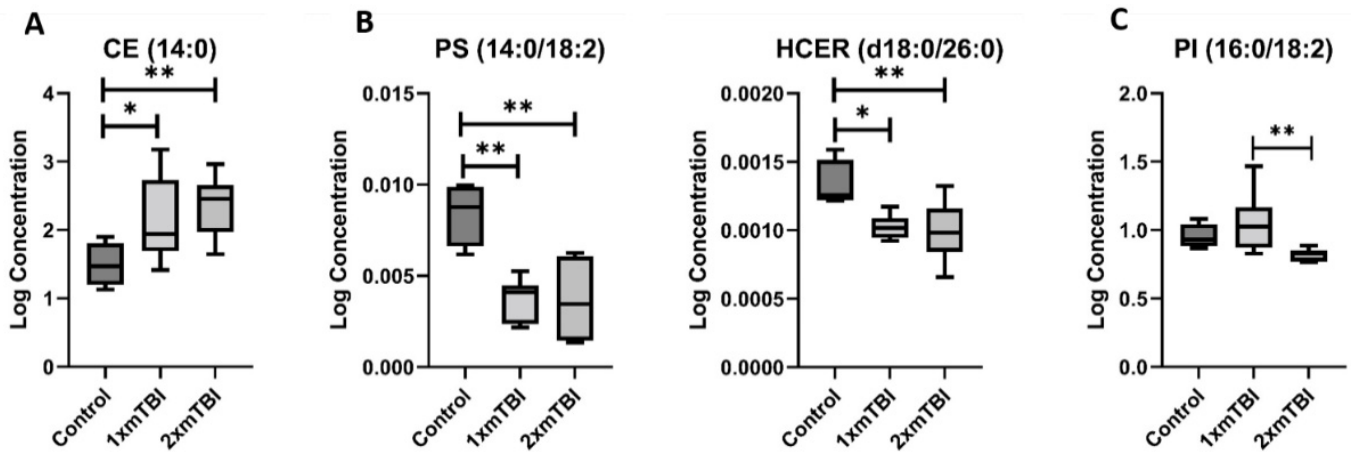 A
CE (14:0)
**
*
4
3
2
1
0
Log Concentration
Control
1xmTBI
2xmTBI
B
PS (14:0/18:2)
**
**
0.015
0.010
0.005
0.000
Log Concentration
Control
1xmTBI
2xmTBI
HCER (d18:0/26:0)
**
*
0.0020
0.0015
0.0010
0.0005
0.0000
Log Concentration
Control
1xmTBI
2xmTBI
C
PI (16:0/18:2)
**
2.0
1.5
1.0
0.5
0.0
Log Concentration
Control
1xmTBI
2xmTBI